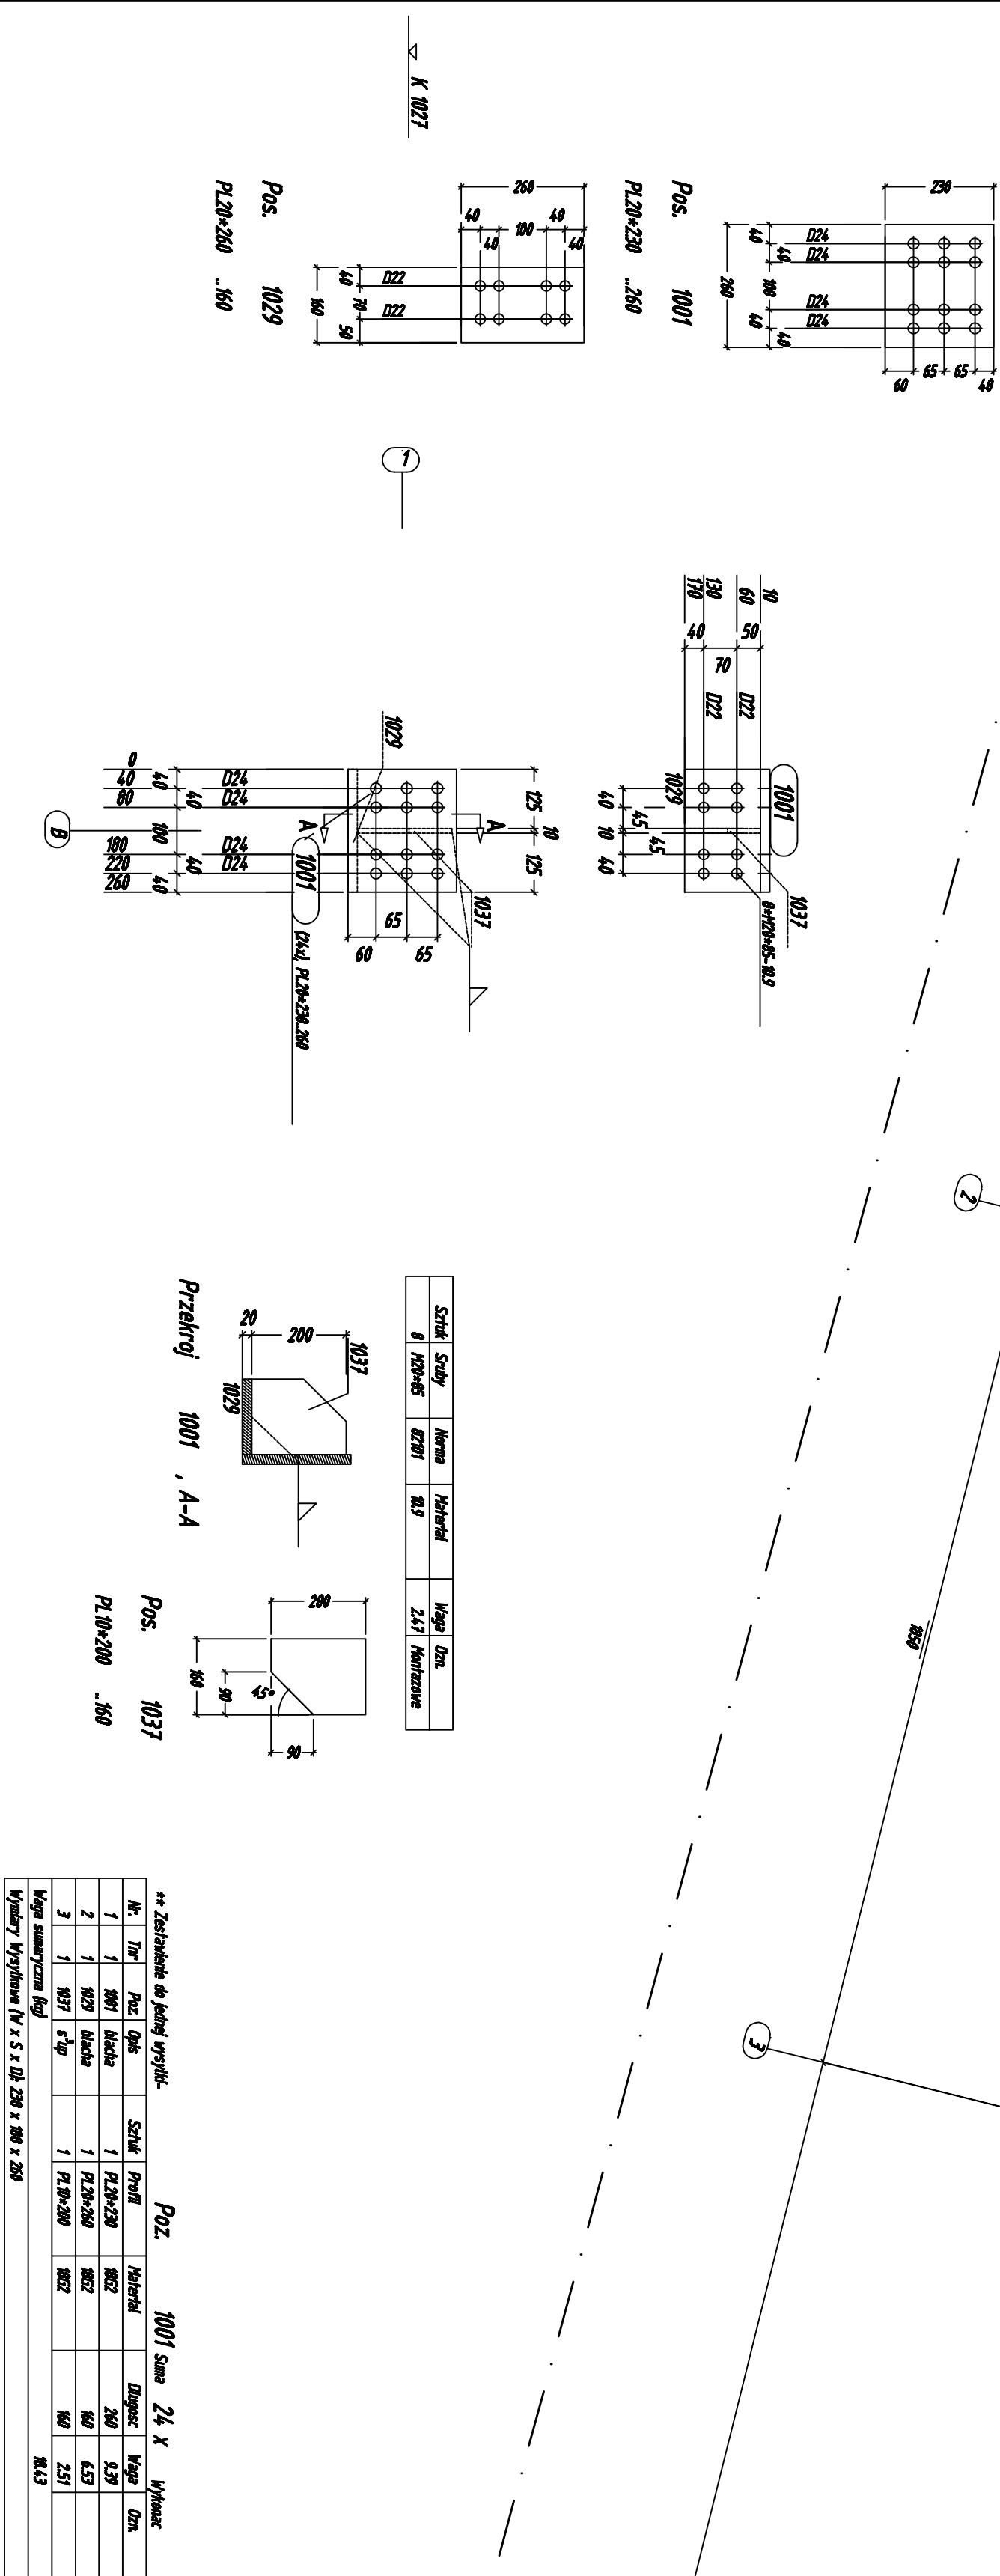 K 1027
Pos. 1001
PL20*230 ..260
230
D24
D24
D24
D24
40
40
100
40
40
260
60
65
65
40
Pos. 1029
PL20*260 ..160
260
40
40
100
40
40
D22
D22
40
70
50
160
1
10
60
130
170
50
70
40
D22
D22
1001
1029
1037
8*M20*85-10.9
40
45
10
45
40
1029
1037
125
10
125
A
A
D24
D24
D24
D24
40
40
100
40
40
0
40
80
180
220
260
B
60
65
65
1001
(24x), PL20*230..260
2
3
1850
Sztuk Sruby Norma Material Waga Ozn.
8 M20*85 82101 10.9 2.47 Montazowe
Przekroj 1001 , A-A
20
200
1037
1029
Pos. 1037
PL10*200 ..160
200
45°
90
160
90
** Zestawienie do jednej wysylki- Poz. 1001 Suma 24 x Wykonac
Nr. Tnr Poz. Opis Sztuk Profil Material Dlugosc Waga Ozn.
1 1 1001 blacha 1 PL20*230 18G2 260 9.39
2 1 1029 blacha 1 PL20*260 18G2 160 6.53
3 1 1037 1 PL10*200 18G2 160 2.51
Waga sumaryczna (kg) 18.43
Wymiary Wysylkowe (W x S x Dl: 230 x 180 x 260